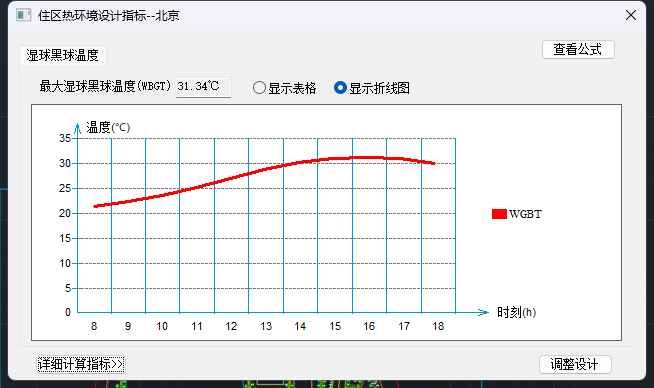 住区热环境设计指标--北京
查看公式
湿球黑球温度
最大湿球黑球温度(WBGT) 31.34℃ 显示表格 显示折线图
温度(℃)
35
30
25
20
WGBT
15
10
5
0
时刻(h)
8 9 10 11 12 13 14 15 16 17 18
详细计算指标>>
调整设计